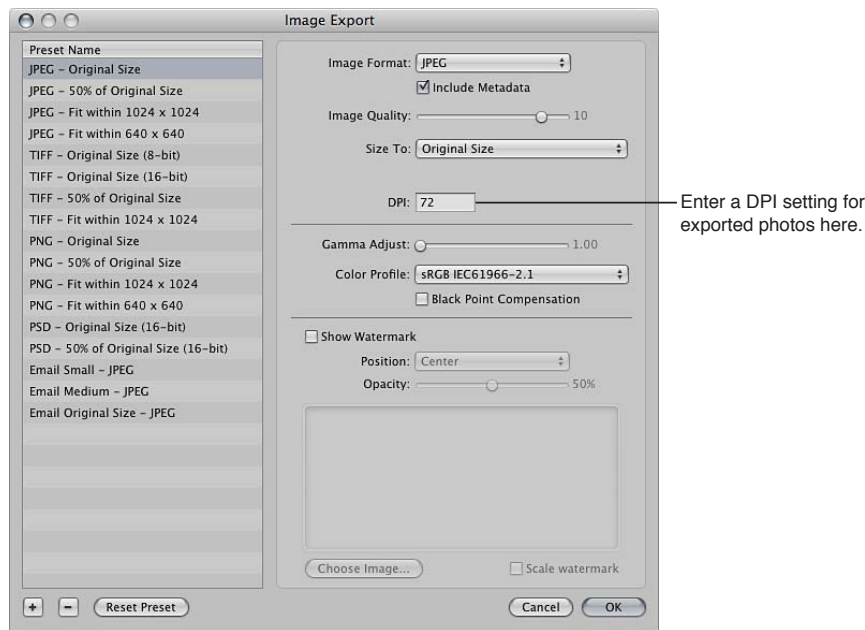 Image Export
Preset Name
JPEG – Original Size
JPEG – 50% of Original Size
JPEG – Fit within 1024 x 1024
JPEG – Fit within 640 x 640
TIFF – Original Size (8-bit)
TIFF – Original Size (16-bit)
TIFF – 50% of Original Size
TIFF – Fit within 1024 x 1024
PNG – Original Size
PNG – 50% of Original Size
PNG – Fit within 1024 x 1024
PNG – Fit within 640 x 640
PSD – Original Size (16-bit)
PSD – 50% of Original Size (16-bit)
Email Small – JPEG
Email Medium – JPEG
Email Original Size – JPEG
Reset Preset
Image Format: JPEG
Include Metadata
Image Quality: 10
Size To: Original Size
DPI: 72
Gamma Adjust: 1.00
Color Profile: sRGB IEC61966-2.1
Black Point Compensation
Show Watermark
Position: Center
Opacity: 50%
Choose Image... Scale watermark
Cancel OK
Enter a DPI setting for
exported photos here.